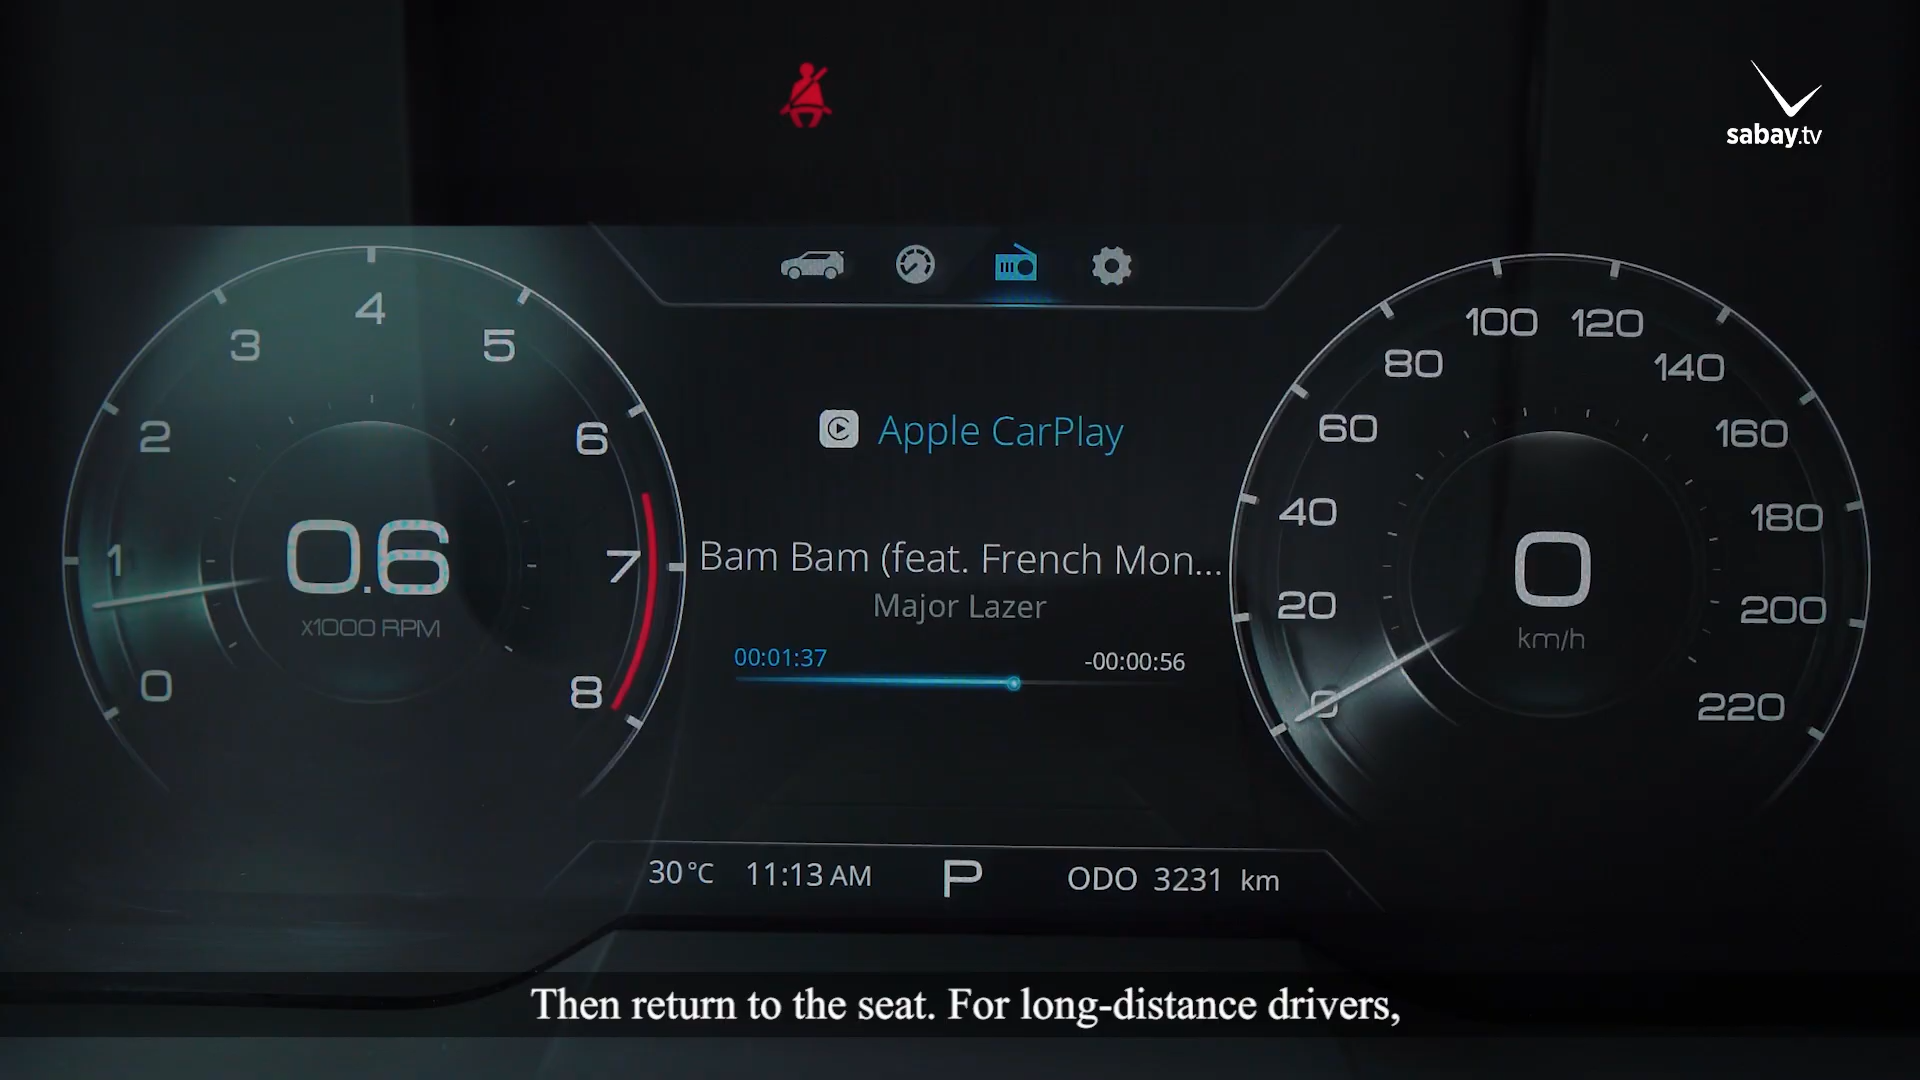 sabay.tv
4
3
5
2
6
1
0.6
7
x1000 RPM
0
8
Apple CarPlay
Bam Bam (feat. French Mon...
Major Lazer
00:01:37
-00:00:56
100
120
80
140
60
160
40
180
0
20
200
km/h
0
220
30°C
11:13 AM
P
ODO 3231 km
Then return to the seat. For long-distance drivers,